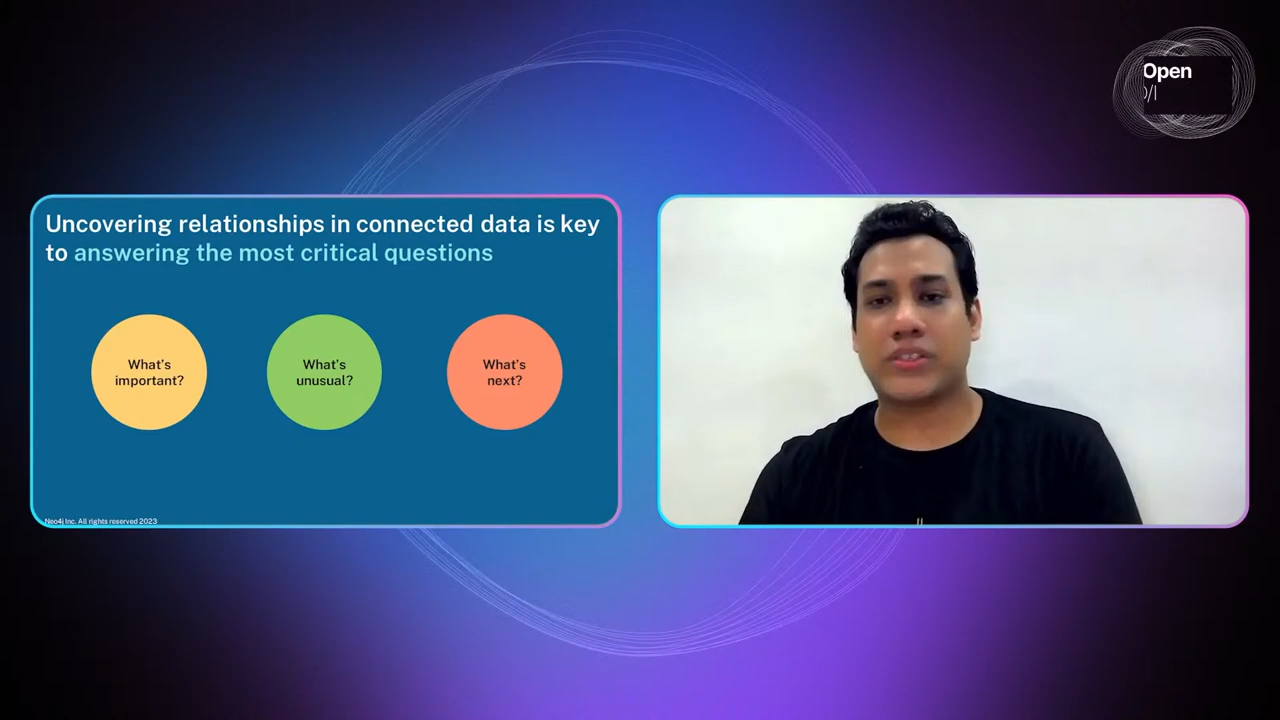 Open
Uncovering relationships in connected data is key
to answering the most critical questions
What's
important?
What's
unusual?
What's
next?
Neo4j Inc. All rights reserved 2023